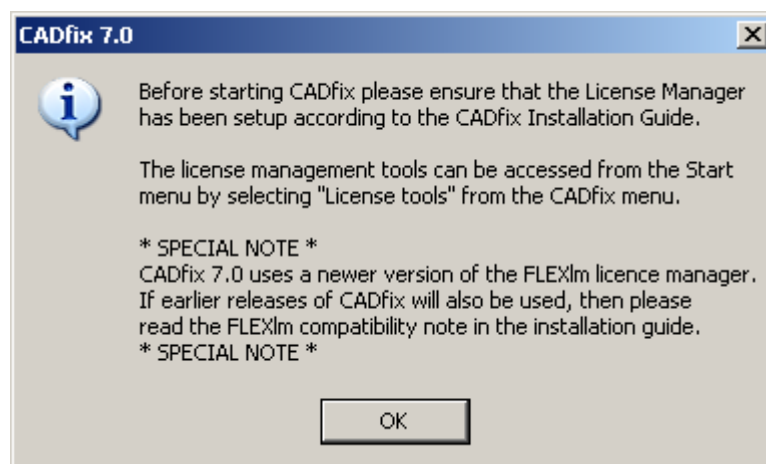 CADfix 7.0
Before starting CADfix please ensure that the License Manager
has been setup according to the CADfix Installation Guide.
The license management tools can be accessed from the Start
menu by selecting "License tools" from the CADfix menu.
* SPECIAL NOTE *
CADfix 7.0 uses a newer version of the FLEXlm licence manager.
If earlier releases of CADfix will also be used, then please
read the FLEXlm compatibility note in the installation guide.
* SPECIAL NOTE *
OK